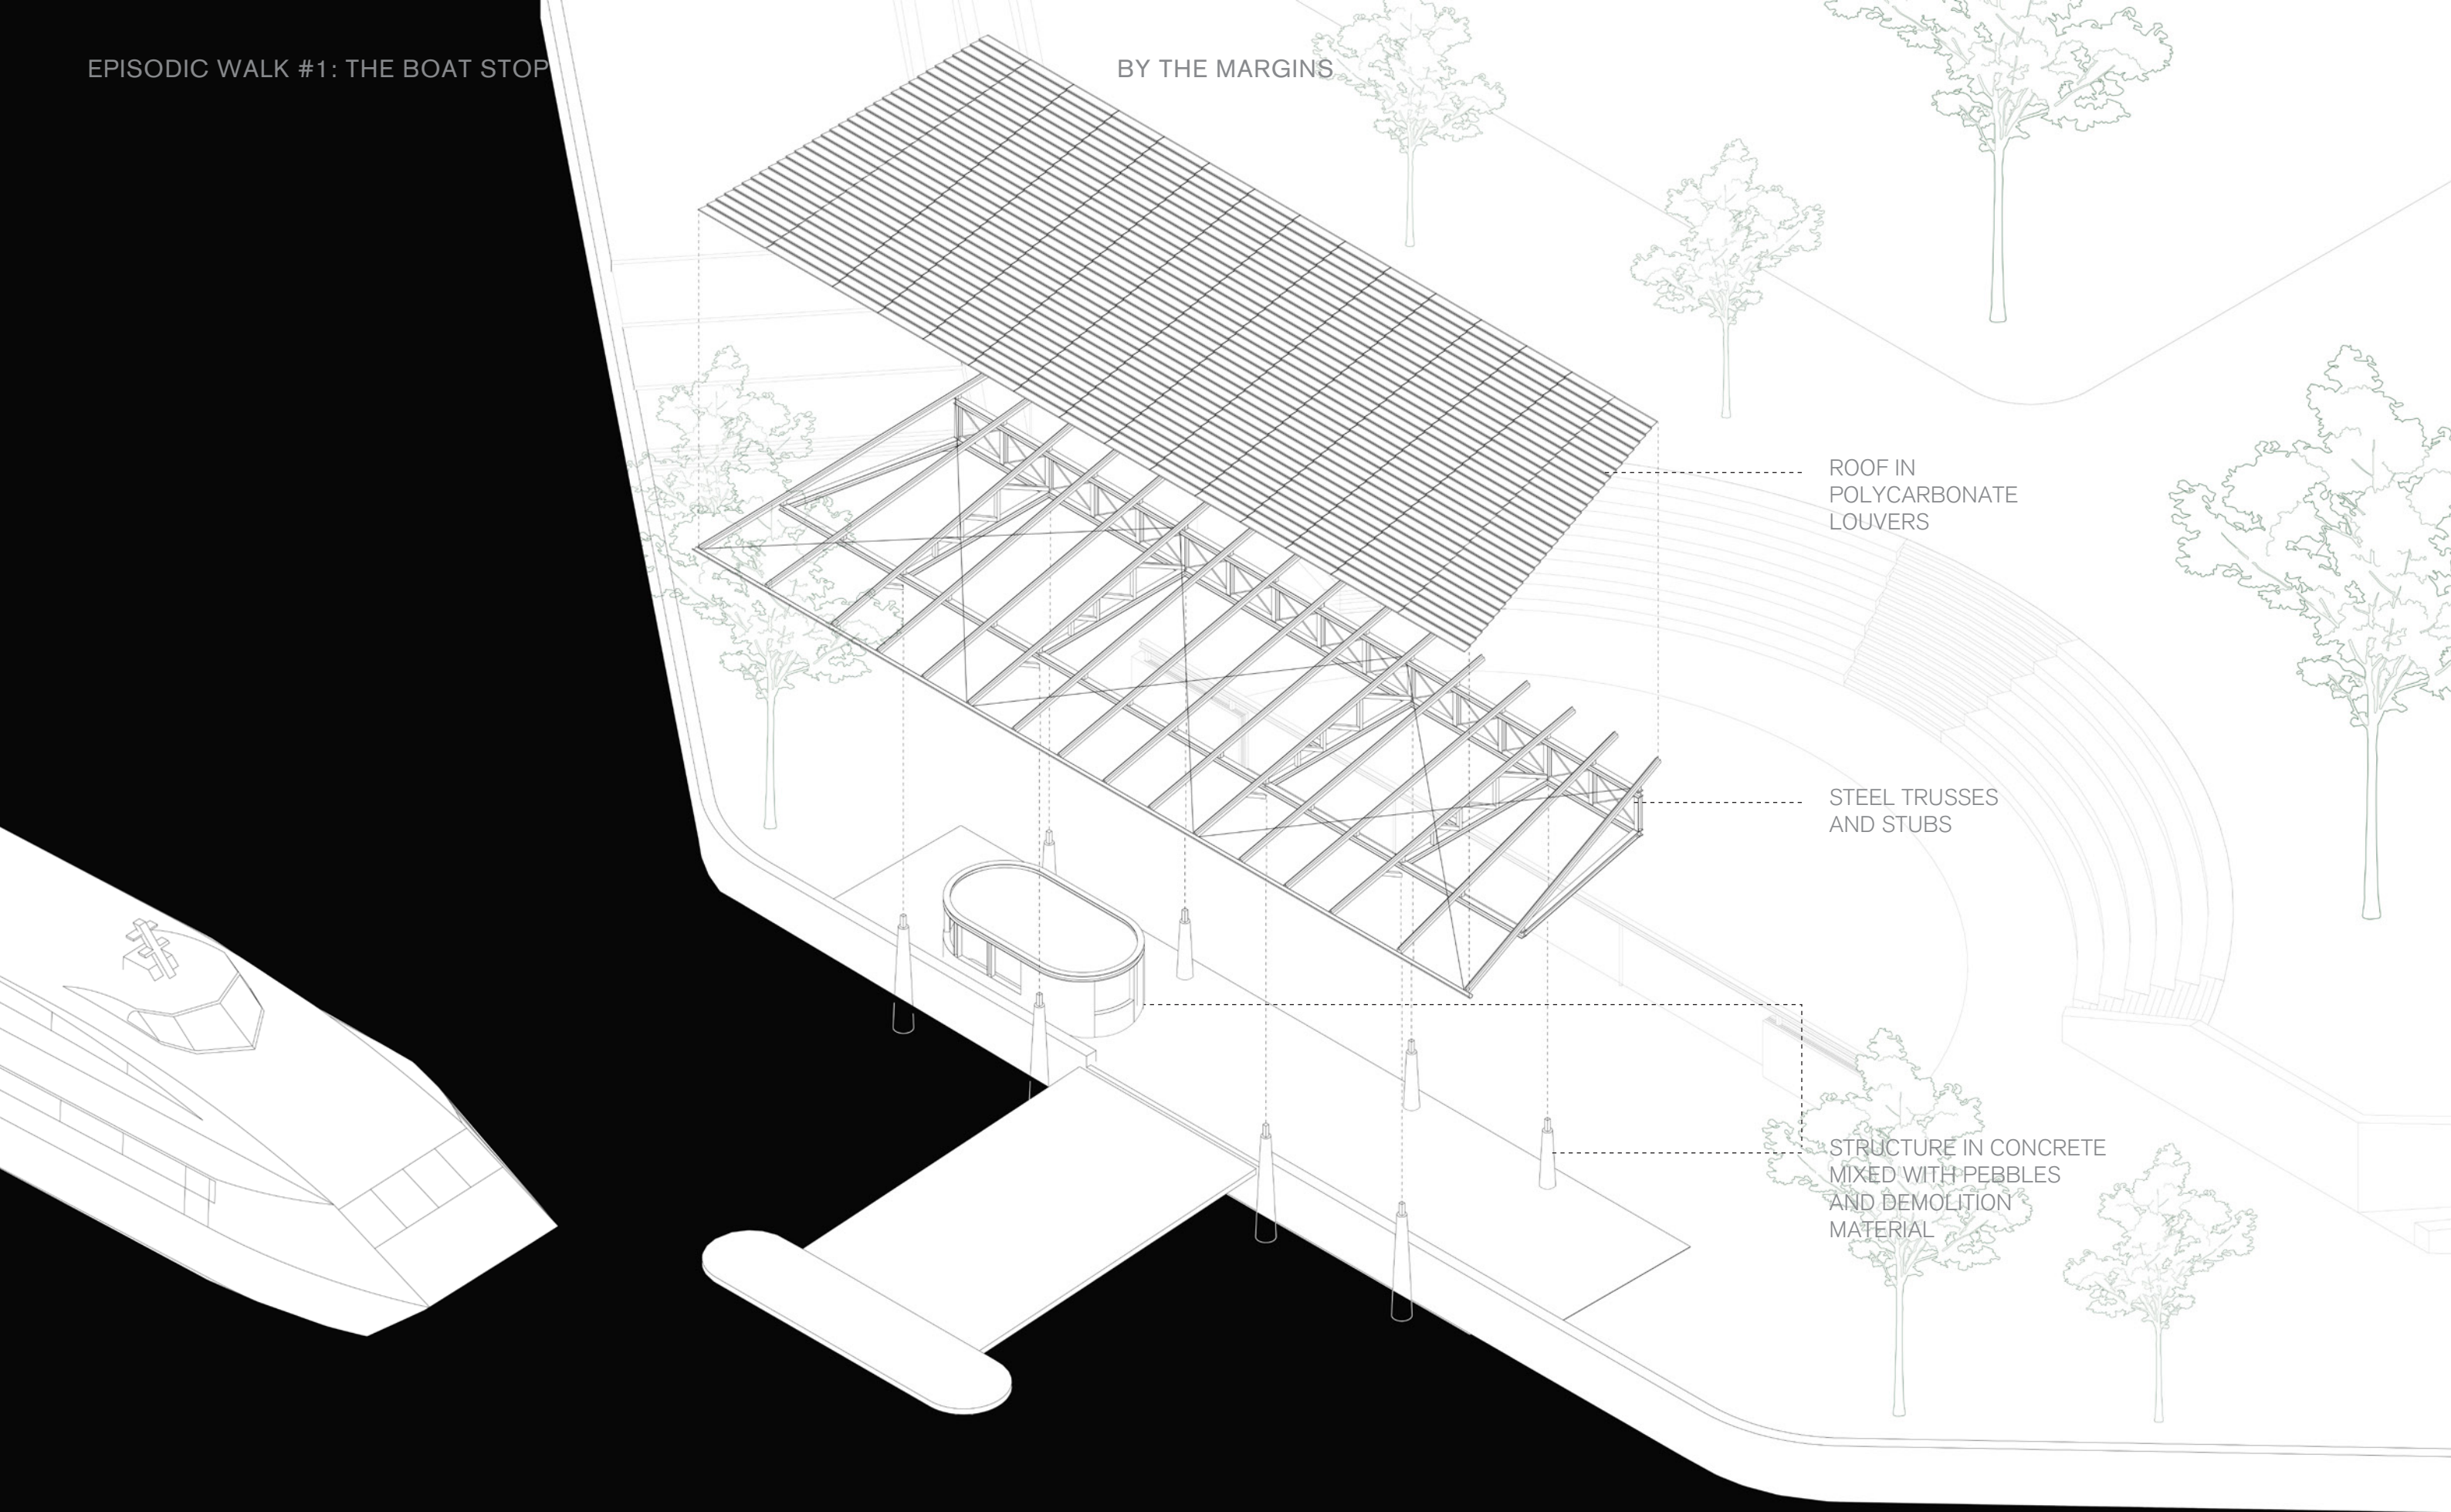 EPISODIC WALK #1: THE BOAT STOP
BY THE MARGINS
ROOF IN
POLYCARBONATE
LOUVERS
STEEL TRUSSES
AND STUBS
STRUCTURE IN CONCRETE
MIXED WITH PEBBLES
AND DEMOLITION
MATERIAL